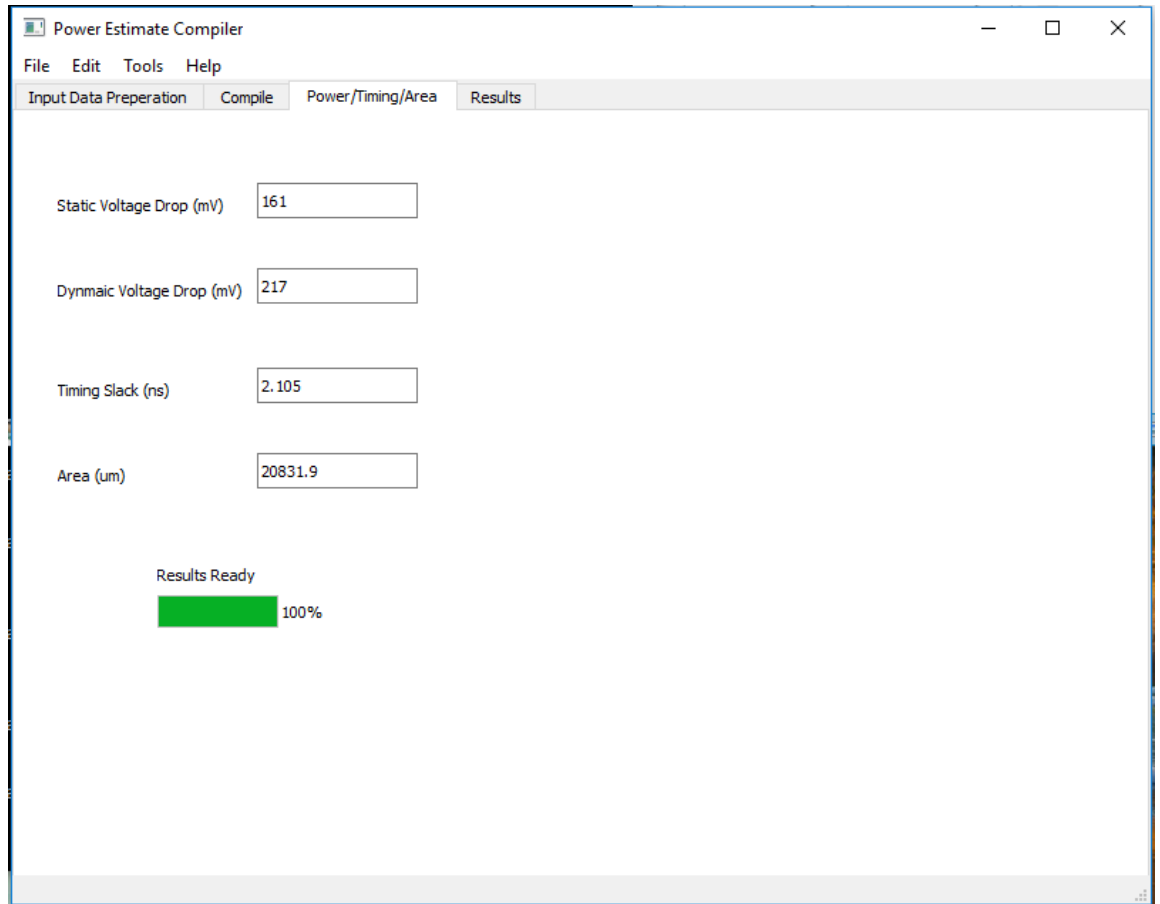 Power Estimate Compiler
File Edit Tools Help
Input Data Preperation Compile Power/Timing/Area Results
Static Voltage Drop (mV) 161
Dynmaic Voltage Drop (mV) 217
Timing Slack (ns) 2.105
Area (um) 20831.9
Results Ready
100%